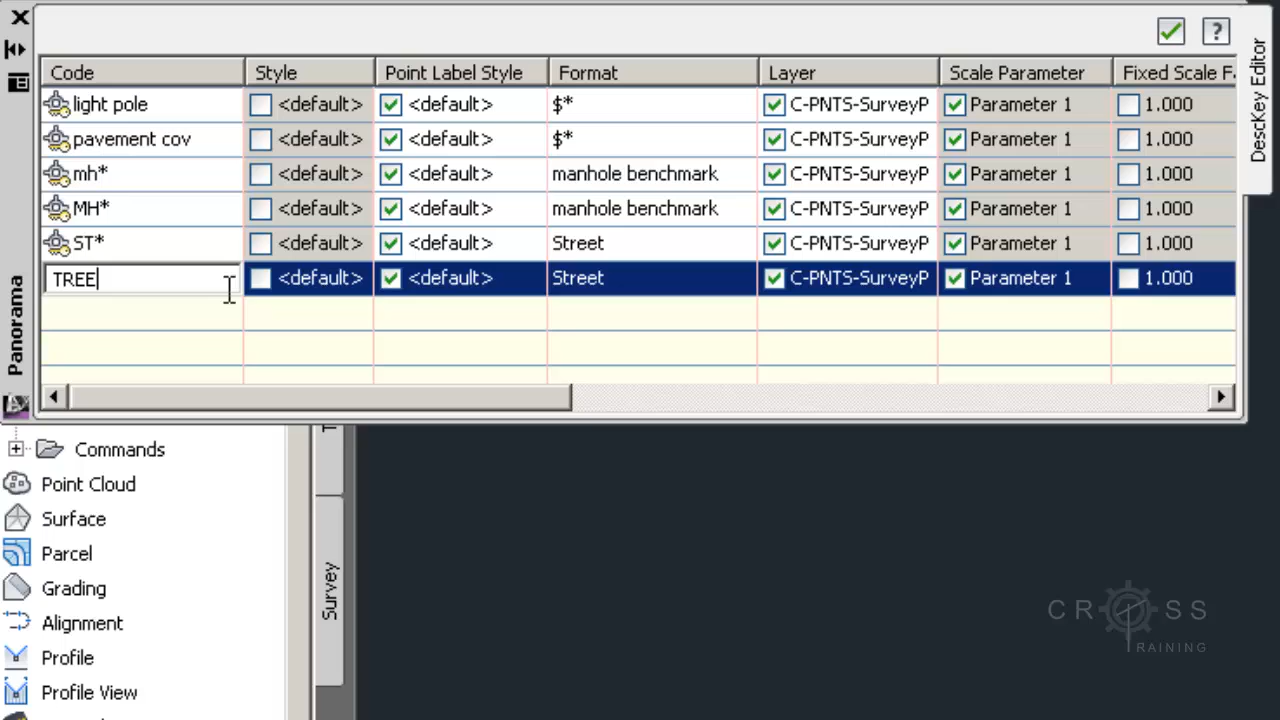 Code Style Point Label Style Format Layer Scale Parameter Fixed Scale F.
light pole <default> <default> $* C-PNTS-SurveyP Parameter 1 1.000
pavement cov <default> <default> $* C-PNTS-SurveyP Parameter 1 1.000
mh* <default> <default> manhole benchmark C-PNTS-SurveyP Parameter 1 1.000
MH* <default> <default> manhole benchmark C-PNTS-SurveyP Parameter 1 1.000
ST* <default> <default> Street C-PNTS-SurveyP Parameter 1 1.000
TREE <default> <default> Street C-PNTS-SurveyP Parameter 1 1.000
DescKey Editor
Panorama
Commands
Point Cloud
Surface
Parcel
Grading
Alignment
Profile
Profile View
Survey
CROSS
TRAINING